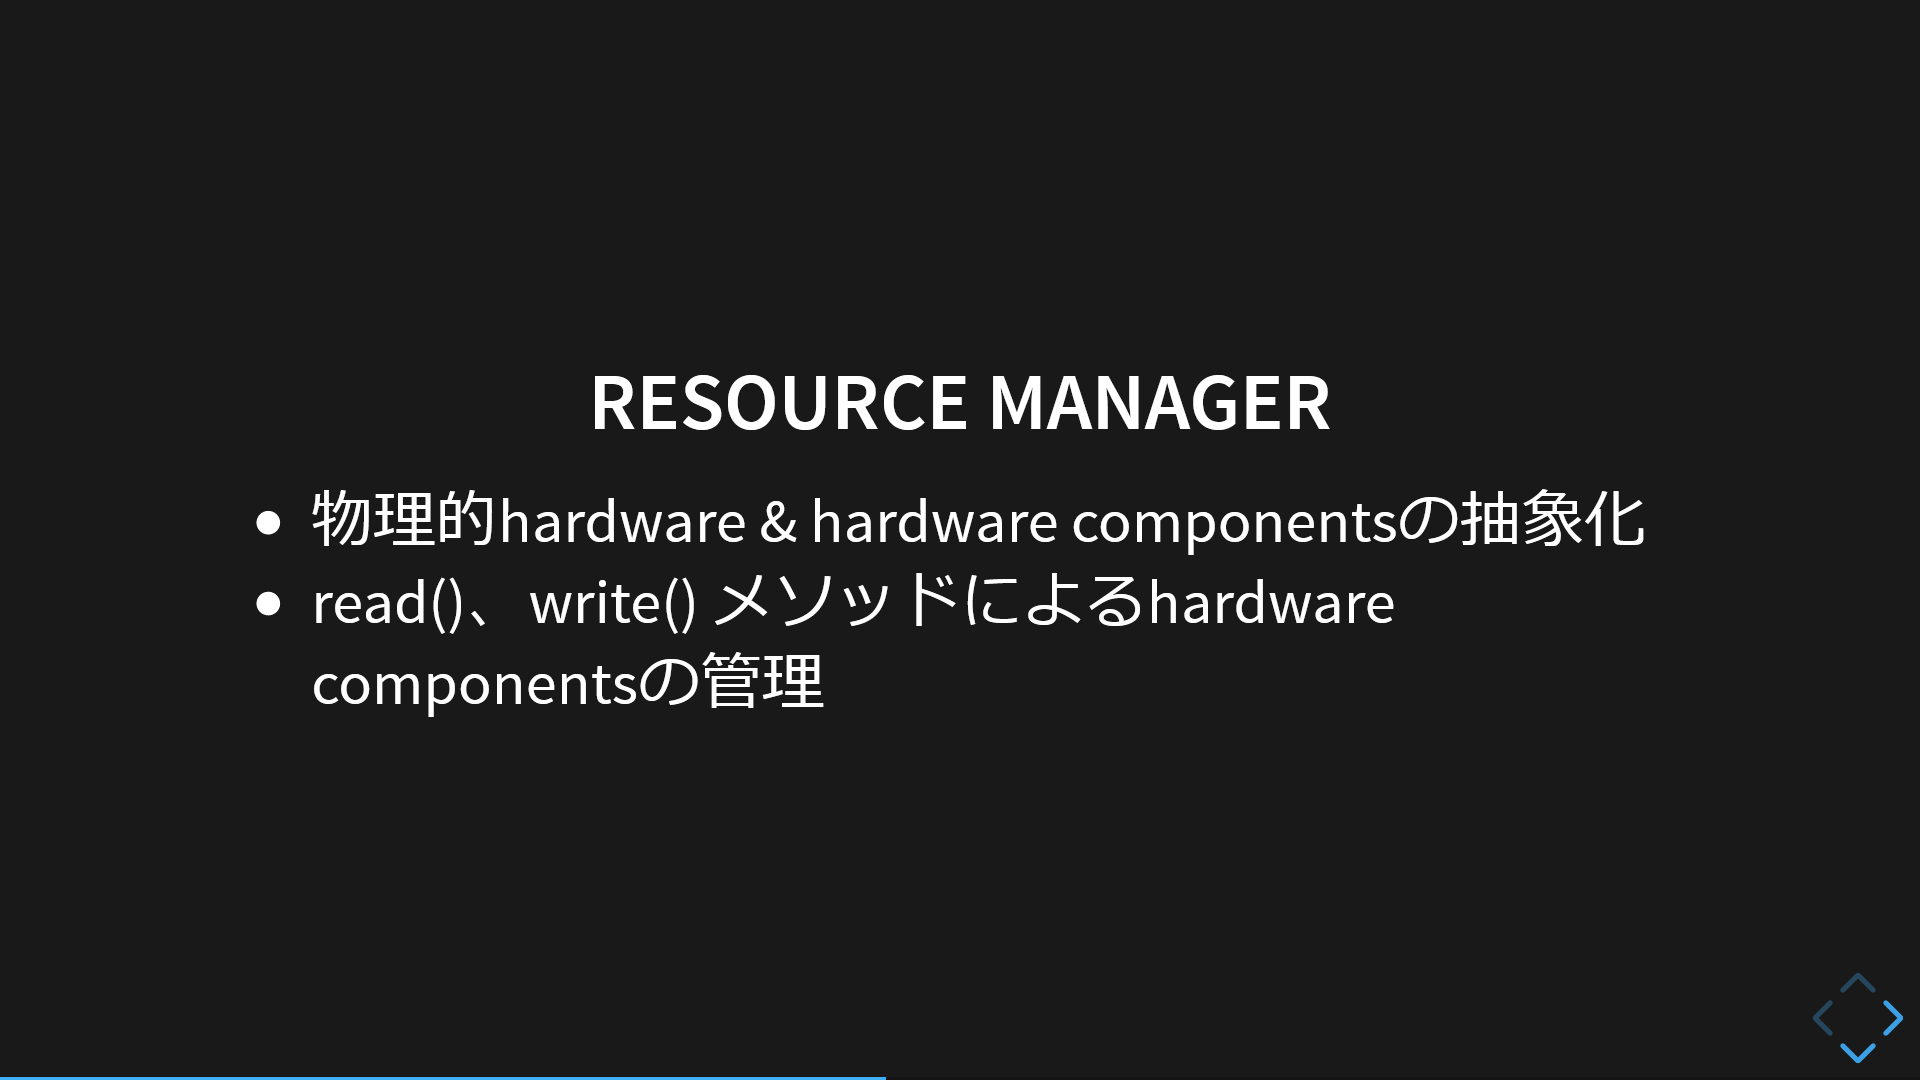 RESOURCE MANAGER
• 物理的hardware & hardware componentsの抽象化
• read()、write() メソッドによるhardware
componentsの管理